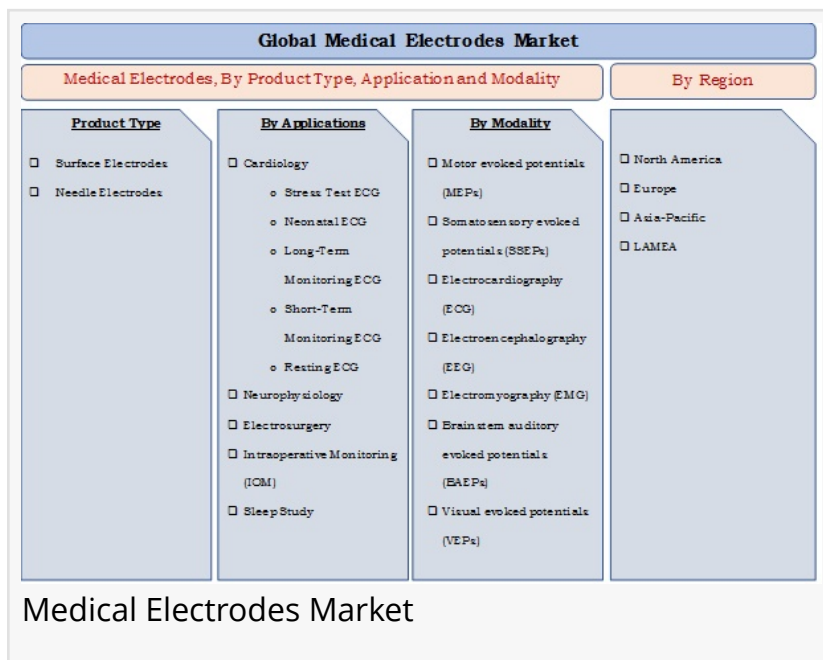 Global Medical Electrodes Market
Medical Electrodes, By Product Type, Application and Modality
By Region
Product Type
❑ Surface Electrodes
❑ Needle Electrodes
By Applications
❑ Cardiology
o Stress Test ECG
o Neonatal ECG
o Long-Term
Monitoring ECG
o Short-Term
Monitoring ECG
o Resting ECG
❑ Neurophysiology
❑ Electrosurgery
❑ Intraoperative Monitoring
(IOM)
❑ Sleep Study
By Modality
❑ Motor evoked potentials
(MEPs)
❑ Somatosensory evoked
potentials (SSEPs)
❑ Electrocardiography
(ECG)
❑ Electroencephalography
(EEG)
❑ Electromyography (EMG)
❑ Brainstem auditory
evoked potentials
(BAEPs)
❑ Visual evoked potentials
(VEPs)
❑ North America
❑ Europe
❑ Asia-Pacific
❑ LAMEA
Medical Electrodes Market